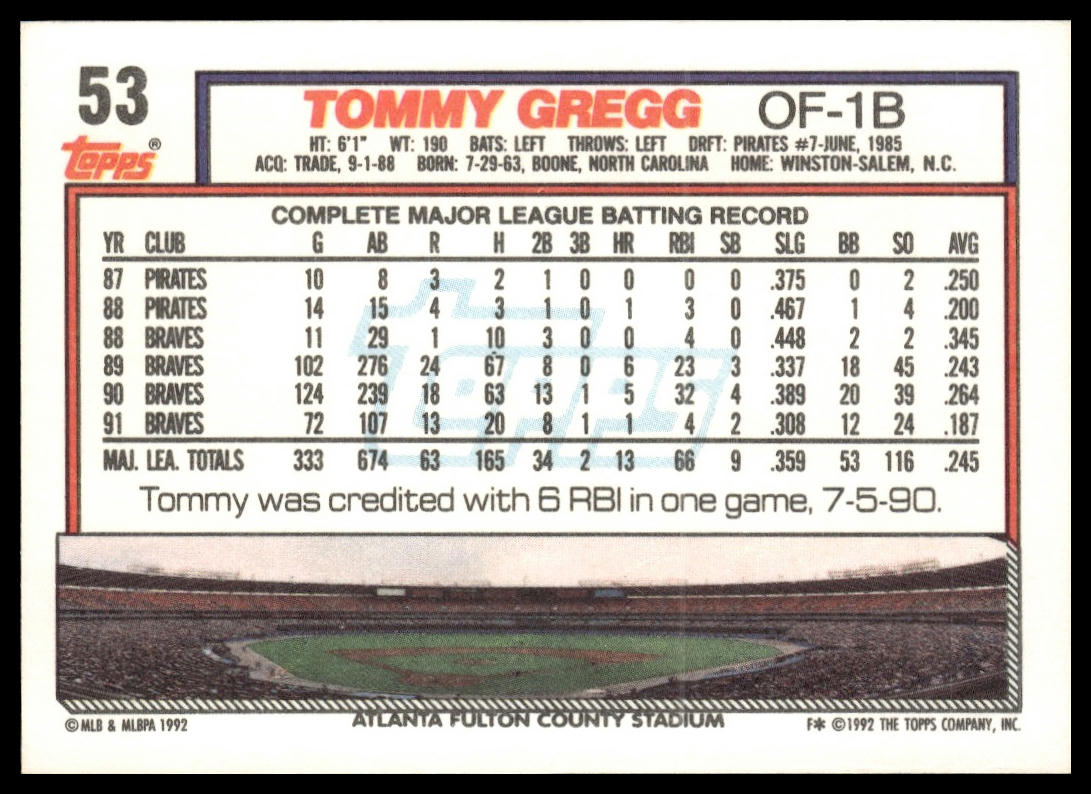 53
TOMMY GREGG OF-1B
Topps®
HT: 6'1" WT: 190 BATS: LEFT THROWS: LEFT DRFT: PIRATES #7-JUNE, 1985
ACQ: TRADE, 9-1-88 BORN: 7-29-63, BOONE, NORTH CAROLINA HOME: WINSTON-SALEM, N.C.
COMPLETE MAJOR LEAGUE BATTING RECORD
YR CLUB G AB R H 2B 3B HR RBI SB SLG BB SO AVG
87 PIRATES 10 8 3 2 1 0 0 0 0 .375 0 2 .250
88 PIRATES 14 15 4 3 1 0 1 3 0 .467 1 4 .200
88 BRAVES 11 29 1 10 3 0 0 4 0 .448 2 2 .345
89 BRAVES 102 276 24 67 8 0 6 23 3 .337 18 45 .243
90 BRAVES 124 239 18 63 13 1 5 32 4 .389 20 39 .264
91 BRAVES 72 107 13 20 8 1 1 4 2 .308 12 24 .187
MAJ. LEA. TOTALS 333 674 63 165 34 2 13 66 9 .359 53 116 .245
Topps
Tommy was credited with 6 RBI in one game, 7-5-90.
© MLB & MLBPA 1992 ATLANTA FULTON COUNTY STADIUM F* © 1992 THE TOPPS COMPANY, INC.